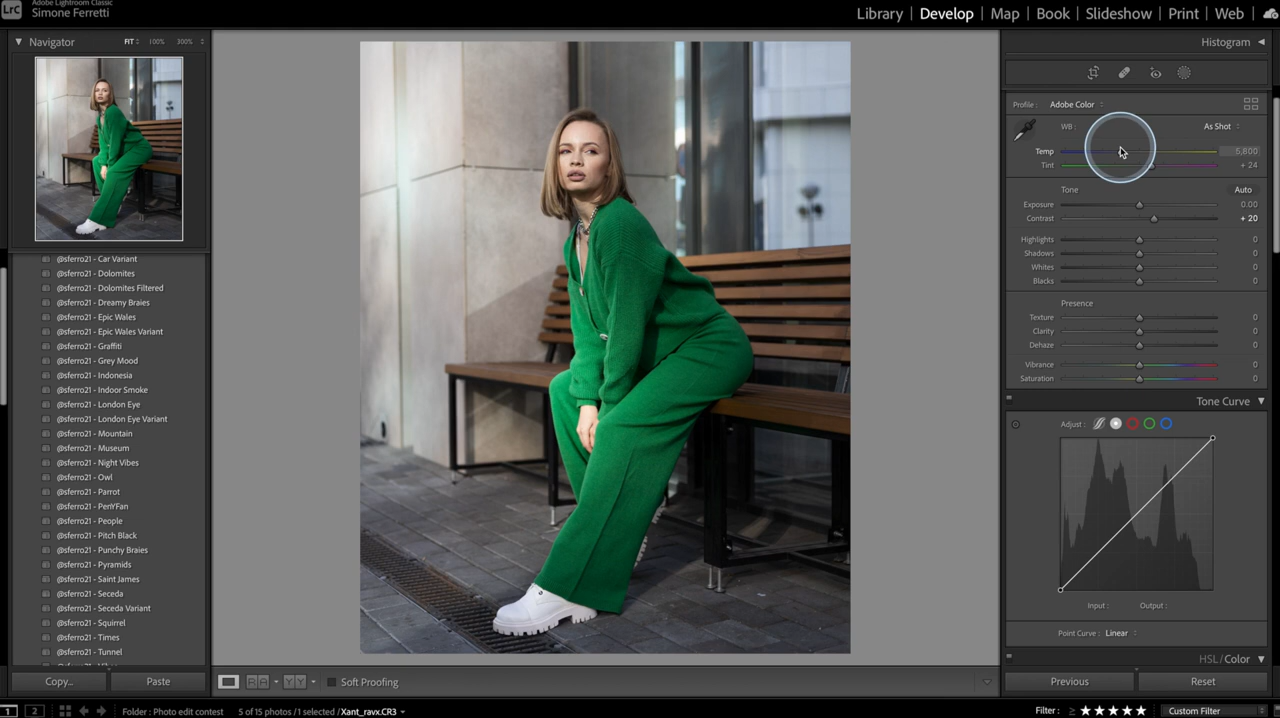 LrC
Adobe Lightroom Classic
Simone Ferretti
Library | Develop | Map | Book | Slideshow | Print | Web
Navigator FIT 100% 300%
@sferro21 - Car Variant
@sferro21 - Dolomites
@sferro21 - Dolomites Filtered
@sferro21 - Dreamy Braies
@sferro21 - Epic Wales
@sferro21 - Epic Wales Variant
@sferro21 - Graffiti
@sferro21 - Grey Mood
@sferro21 - Indonesia
@sferro21 - Indoor Smoke
@sferro21 - London Eye
@sferro21 - London Eye Variant
@sferro21 - Mountain
@sferro21 - Museum
@sferro21 - Night Vibes
@sferro21 - Owl
@sferro21 - Parrot
@sferro21 - PenYFan
@sferro21 - People
@sferro21 - Pitch Black
@sferro21 - Punchy Braies
@sferro21 - Pyramids
@sferro21 - Saint James
@sferro21 - Seceda
@sferro21 - Seceda Variant
@sferro21 - Squirrel
@sferro21 - Times
@sferro21 - Tunnel
Copy... Paste
Soft Proofing
Histogram
Profile : Adobe Color
WB : As Shot
Temp 5,800
Tint + 24
Tone Auto
Exposure 0.00
Contrast + 20
Highlights 0
Shadows 0
Whites 0
Blacks 0
Presence
Texture 0
Clarity 0
Dehaze 0
Vibrance 0
Saturation 0
Tone Curve
Adjust :
Input : Output :
Point Curve : Linear
HSL/Color
Previous Reset
1 2 Folder : Photo edit contest 5 of 15 photos / 1 selected / Xant_ravx.CR3 Filter : ≥ ★★★★★ Custom Filter